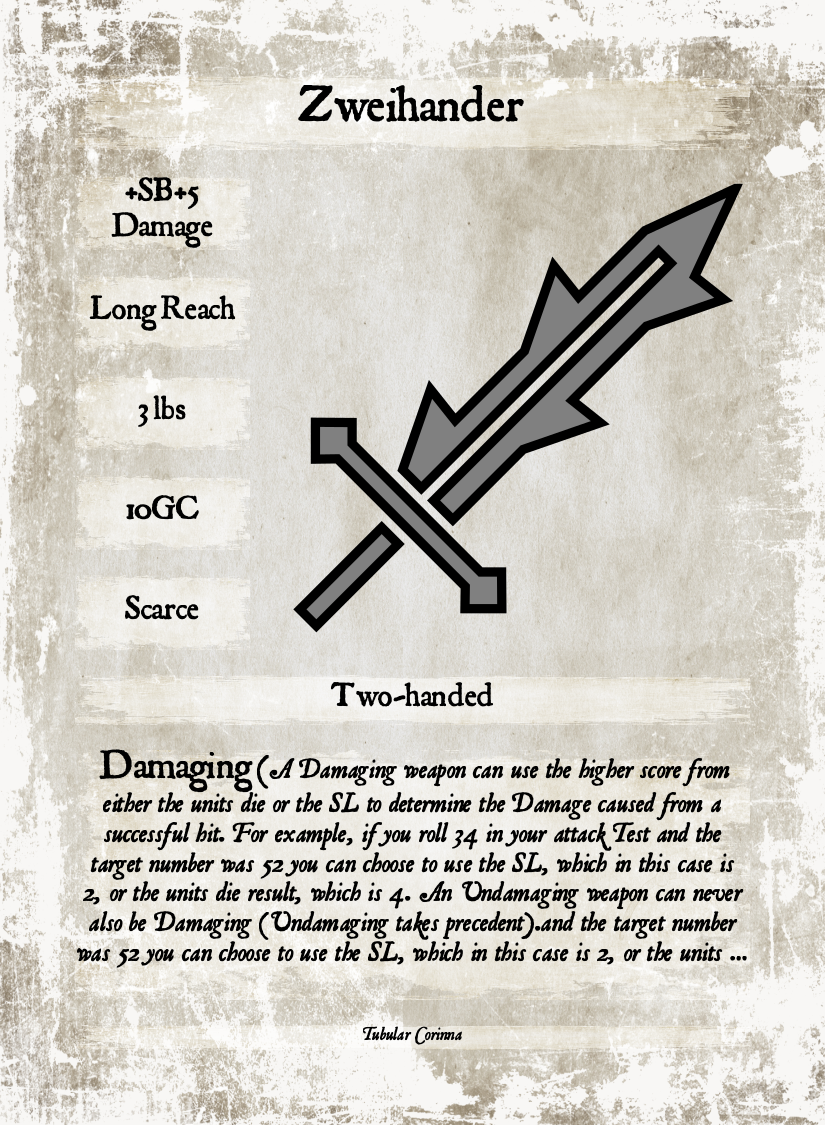 Zweihander
+SB+5
Damage
Long Reach
3 lbs
10GC
Scarce
Two-handed
Damaging (A Damaging weapon can use the higher score from
either the units die or the SL to determine the Damage caused from a
successful hit. For example, if you roll 34 in your attack Test and the
target number was 52 you can choose to use the SL, which in this case is
2, or the units die result, which is 4. An Undamaging weapon can never
also be Damaging (Undamaging takes precedent).and the target number
was 52 you can choose to use the SL, which in this case is 2, or the units ...
Tubular Corinna